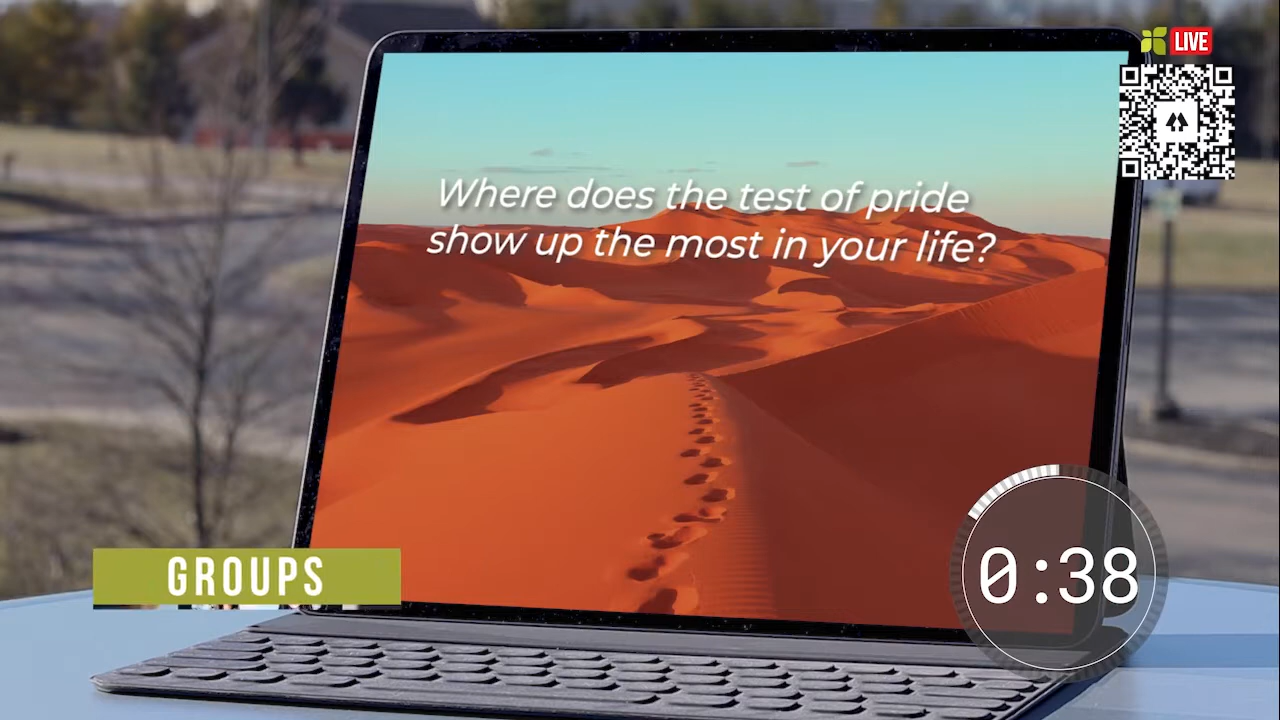 LIVE
Where does the test of pride
show up the most in your life?
GROUPS
0:38